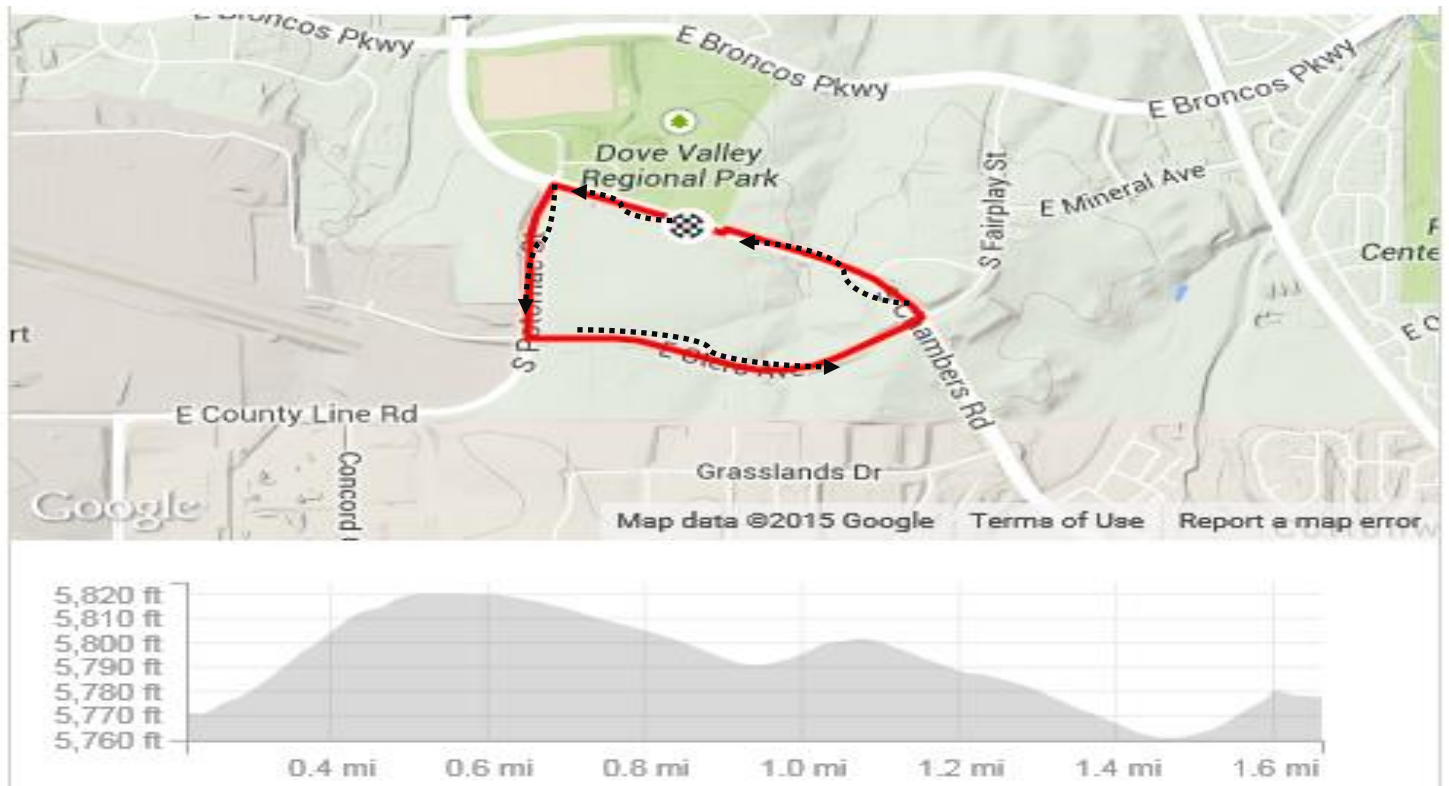 E Broncos Pkwy
E Broncos Pkwy
E Broncos Pkwy
Dove Valley
Regional Park
S Fairplay St
E Mineral Ave
Cente
rt
S P
Chambers Rd
E County Line Rd
Concord
Grasslands Dr
Google
Map data ©2015 Google Terms of Use Report a map error
5,820 ft
5,810 ft
5,800 ft
5,790 ft
5,780 ft
5,770 ft
5,760 ft
0.4 mi 0.6 mi 0.8 mi 1.0 mi 1.2 mi 1.4 mi 1.6 mi